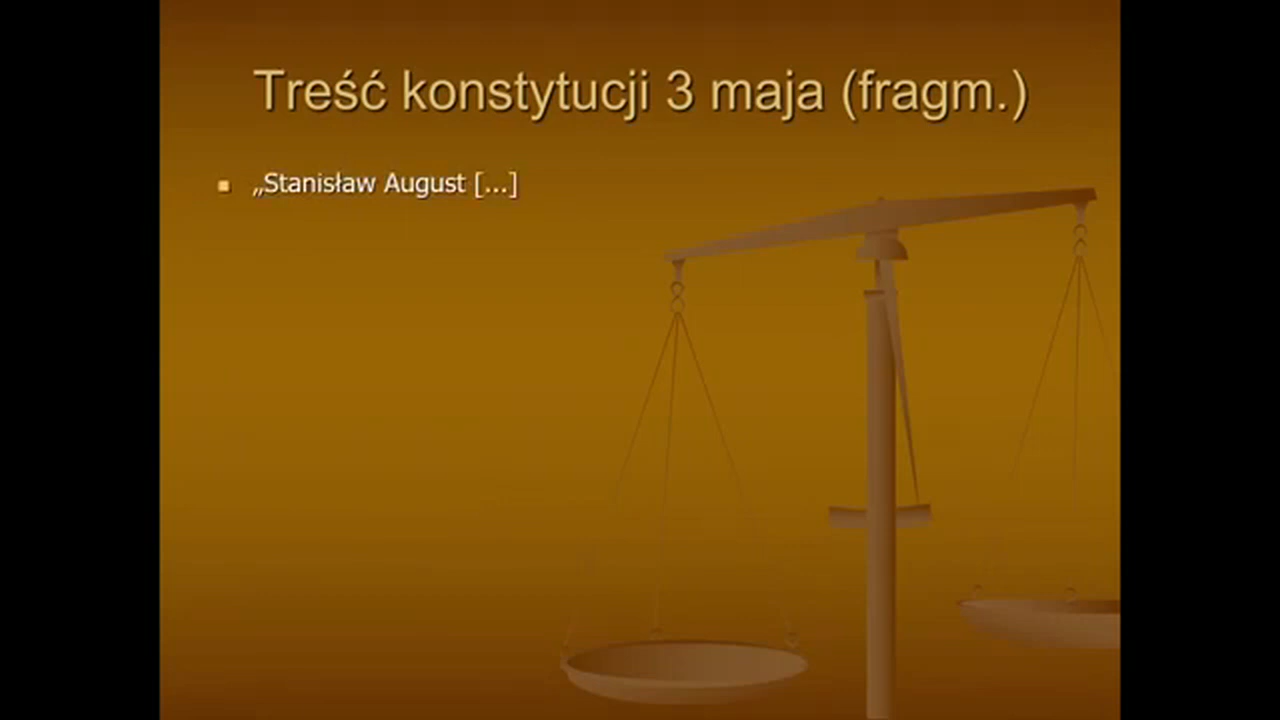 Treść konstytucji 3 maja (fragm.)
„Stanisław August [...]